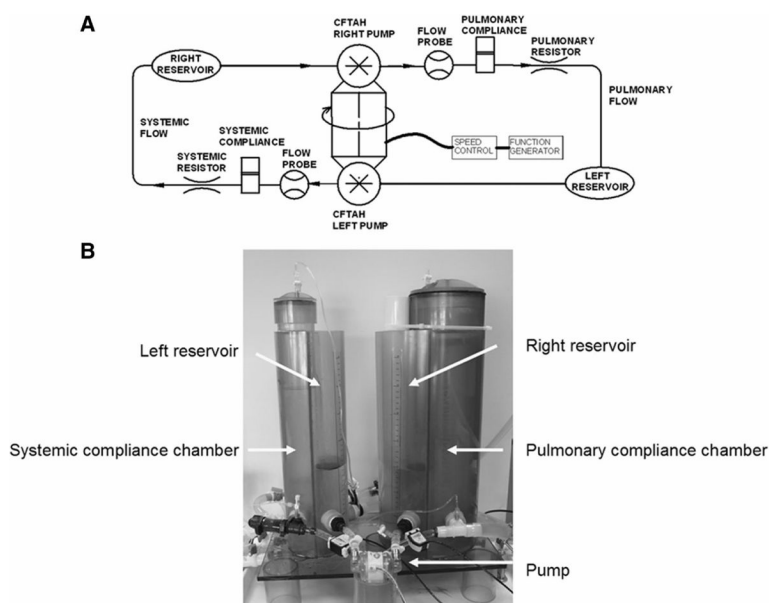 A
CFTAH
RIGHT PUMP
FLOW
PROBE
PULMONARY
COMPLIANCE
PULMONARY
RESISTOR
RIGHT
RESERVOIR
PULMONARY
FLOW
SYSTEMIC
FLOW
SYSTEMIC
COMPLIANCE
FLOW
PROBE
SYSTEMIC
RESISTOR
SPEED
CONTROL
FUNCTION
GENERATOR
LEFT
RESERVOIR
CFTAH
LEFT PUMP
B
Left reservoir
Right reservoir
Systemic compliance chamber
Pulmonary compliance chamber
Pump